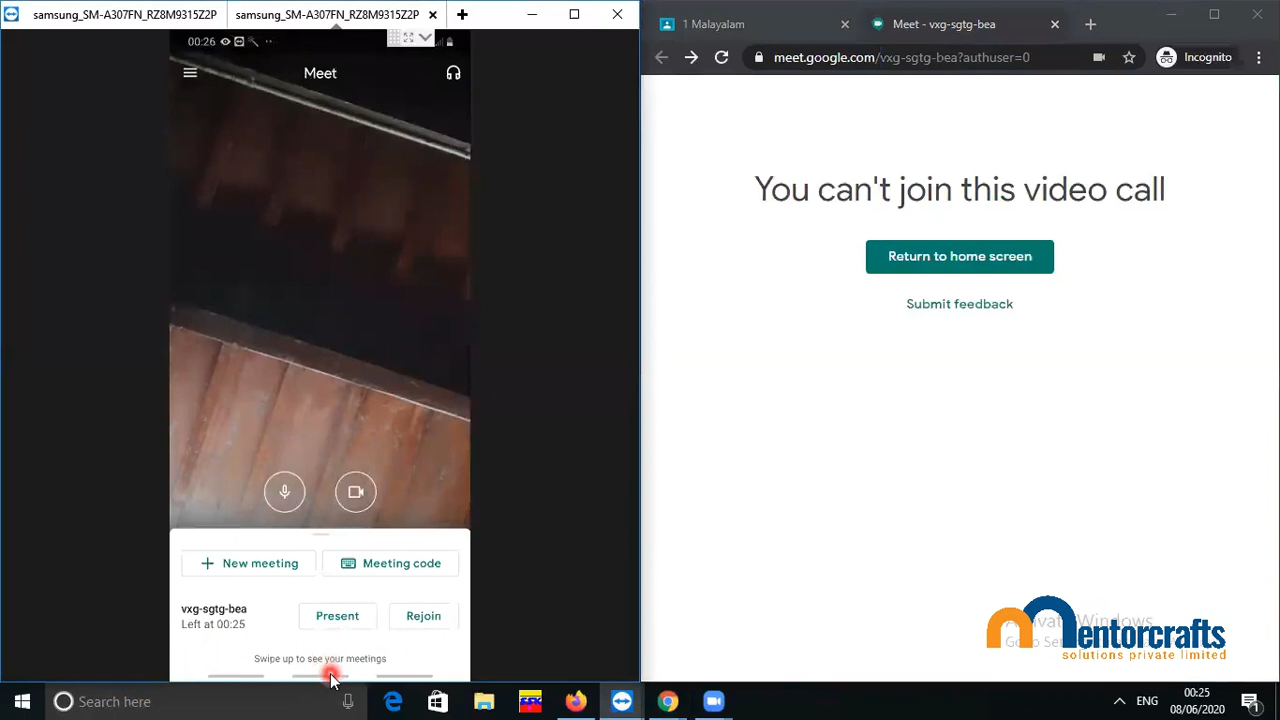 samsung_SM-A307FN_RZ8M9315Z2P
samsung_SM-A307FN_RZ8M9315Z2P
00:26
Meet
New meeting
Meeting code
vxg-sgtg-bea
Left at 00:25
Present
Rejoin
Swipe up to see your meetings
1 Malayalam
Meet - vxg-sgtg-bea
meet.google.com/vxg-sgtg-bea?authuser=0
Incognito
You can't join this video call
Return to home screen
Submit feedback
Windows
mentorcrafts
solutions private limited
Search here
SSK
ENG
00:25
08/06/2020
1